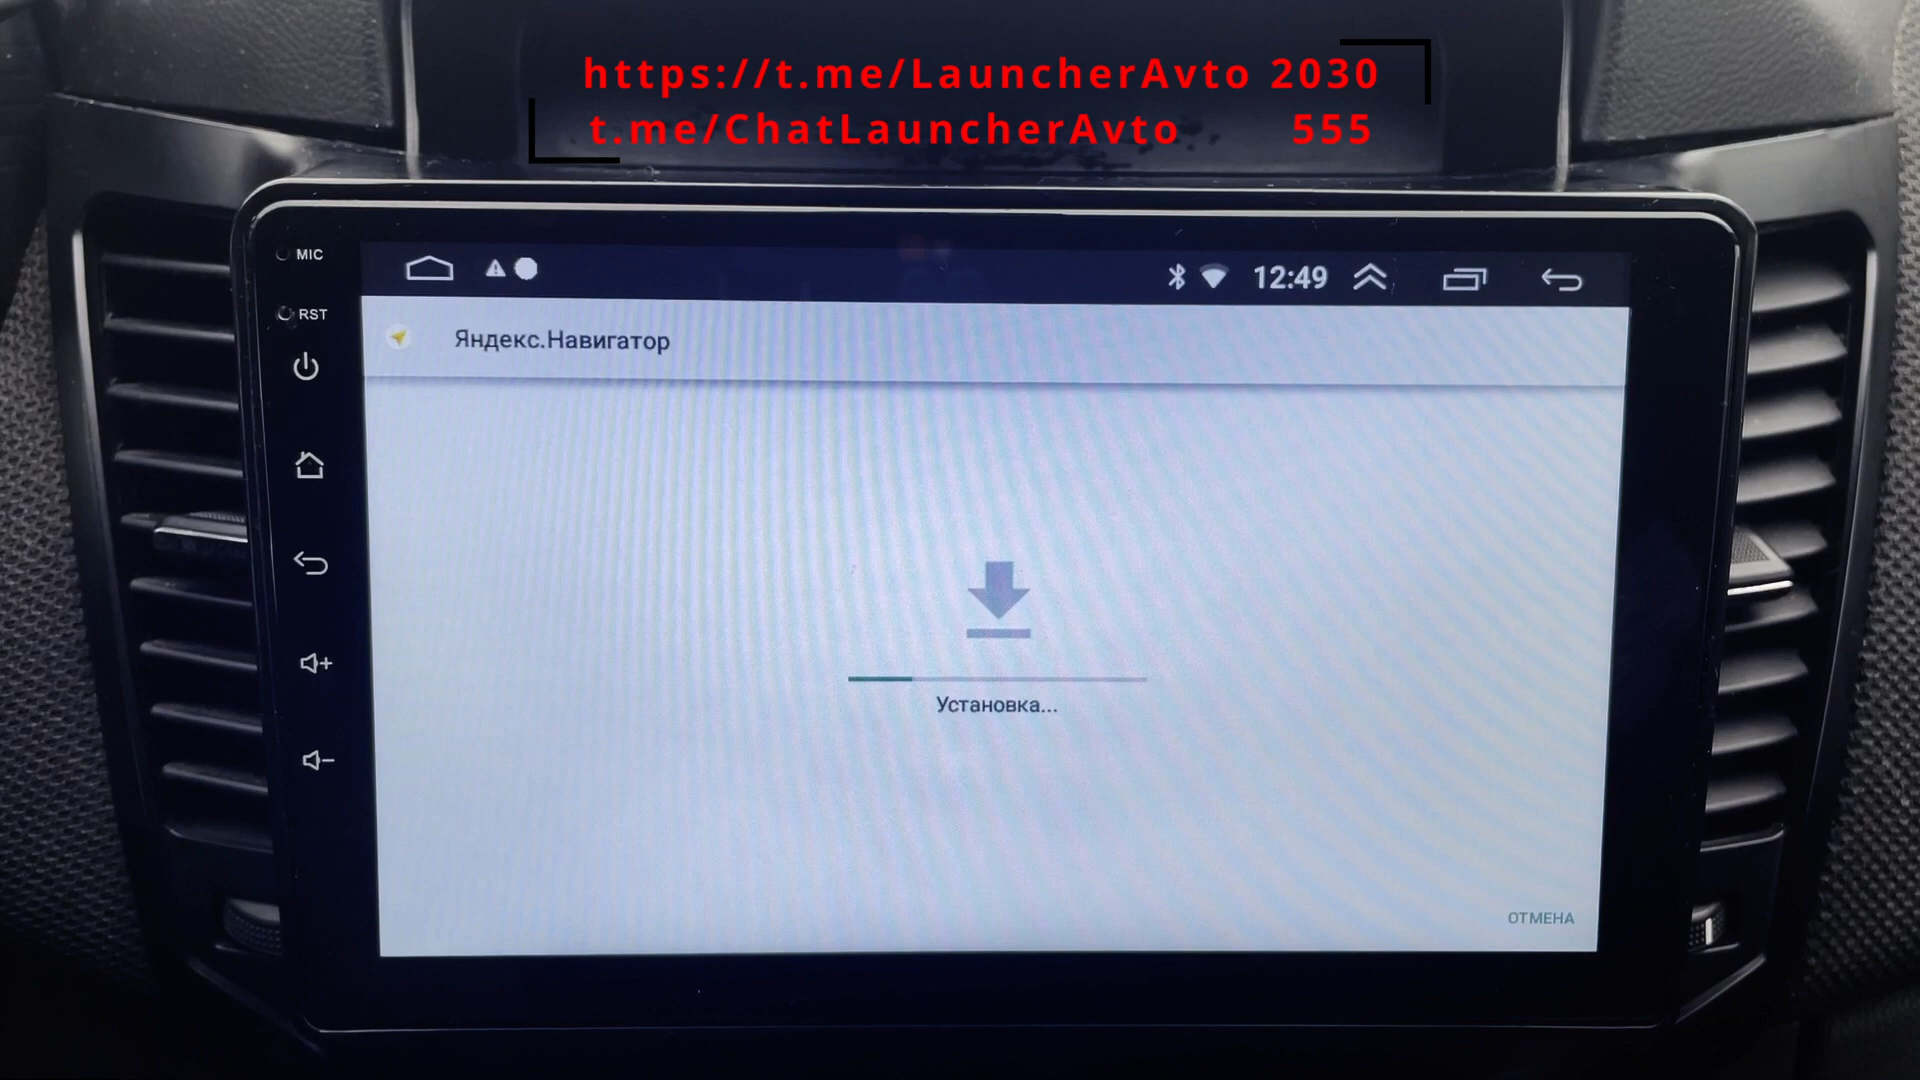 https://t.me/LauncherAvto 2030
t.me/ChatLauncherAvto 555
MIC
RST
12:49
Яндекс.Навигатор
Установка...
ОТМЕНА